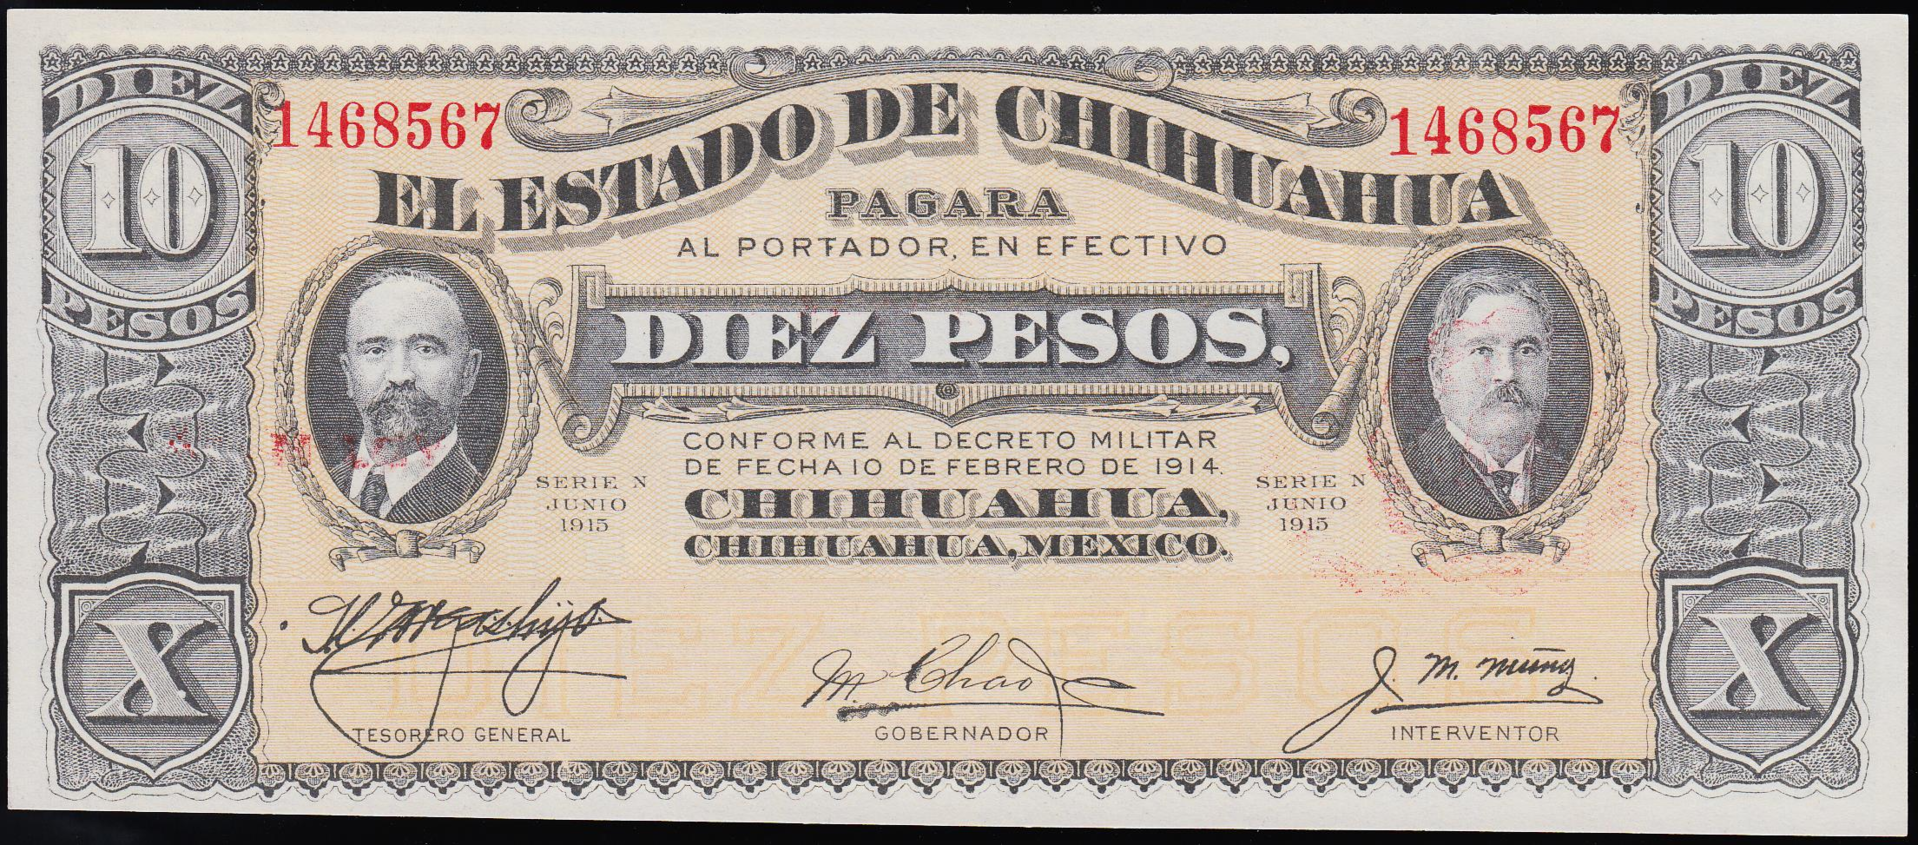 DIEZ
10
PESOS
1468567
1468567
DIEZ
10
PESOS
EL ESTADO DE CHIHUAHUA
PAGARA
AL PORTADOR, EN EFECTIVO
DIEZ PESOS,
CONFORME AL DECRETO MILITAR
DE FECHA 10 DE FEBRERO DE 1914.
CHIHUAHUA,
CHIHUAHUA, MEXICO.
SERIE N
JUNIO
1915
SERIE N
JUNIO
1915
DIEZ PESOS
X
X
M. Chao
J. M. Muñoz.
TESORERO GENERAL
GOBERNADOR
INTERVENTOR